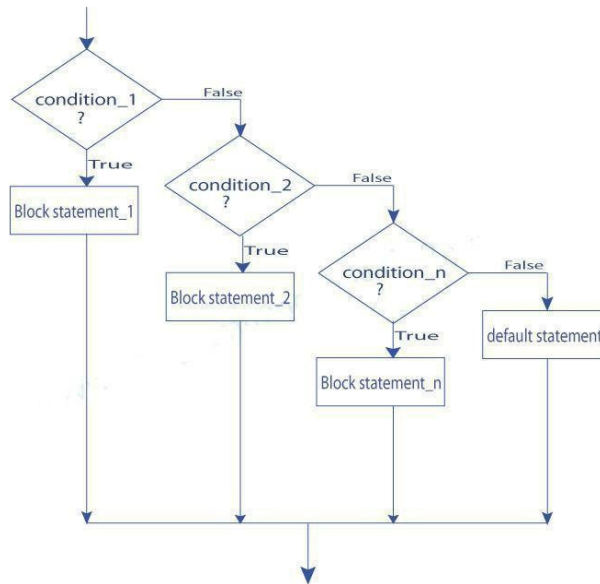 condition_1
?
False
True
Block statement_1
condition_2
?
False
True
Block statement_2
condition_n
?
False
True
Block statement_n
default statement